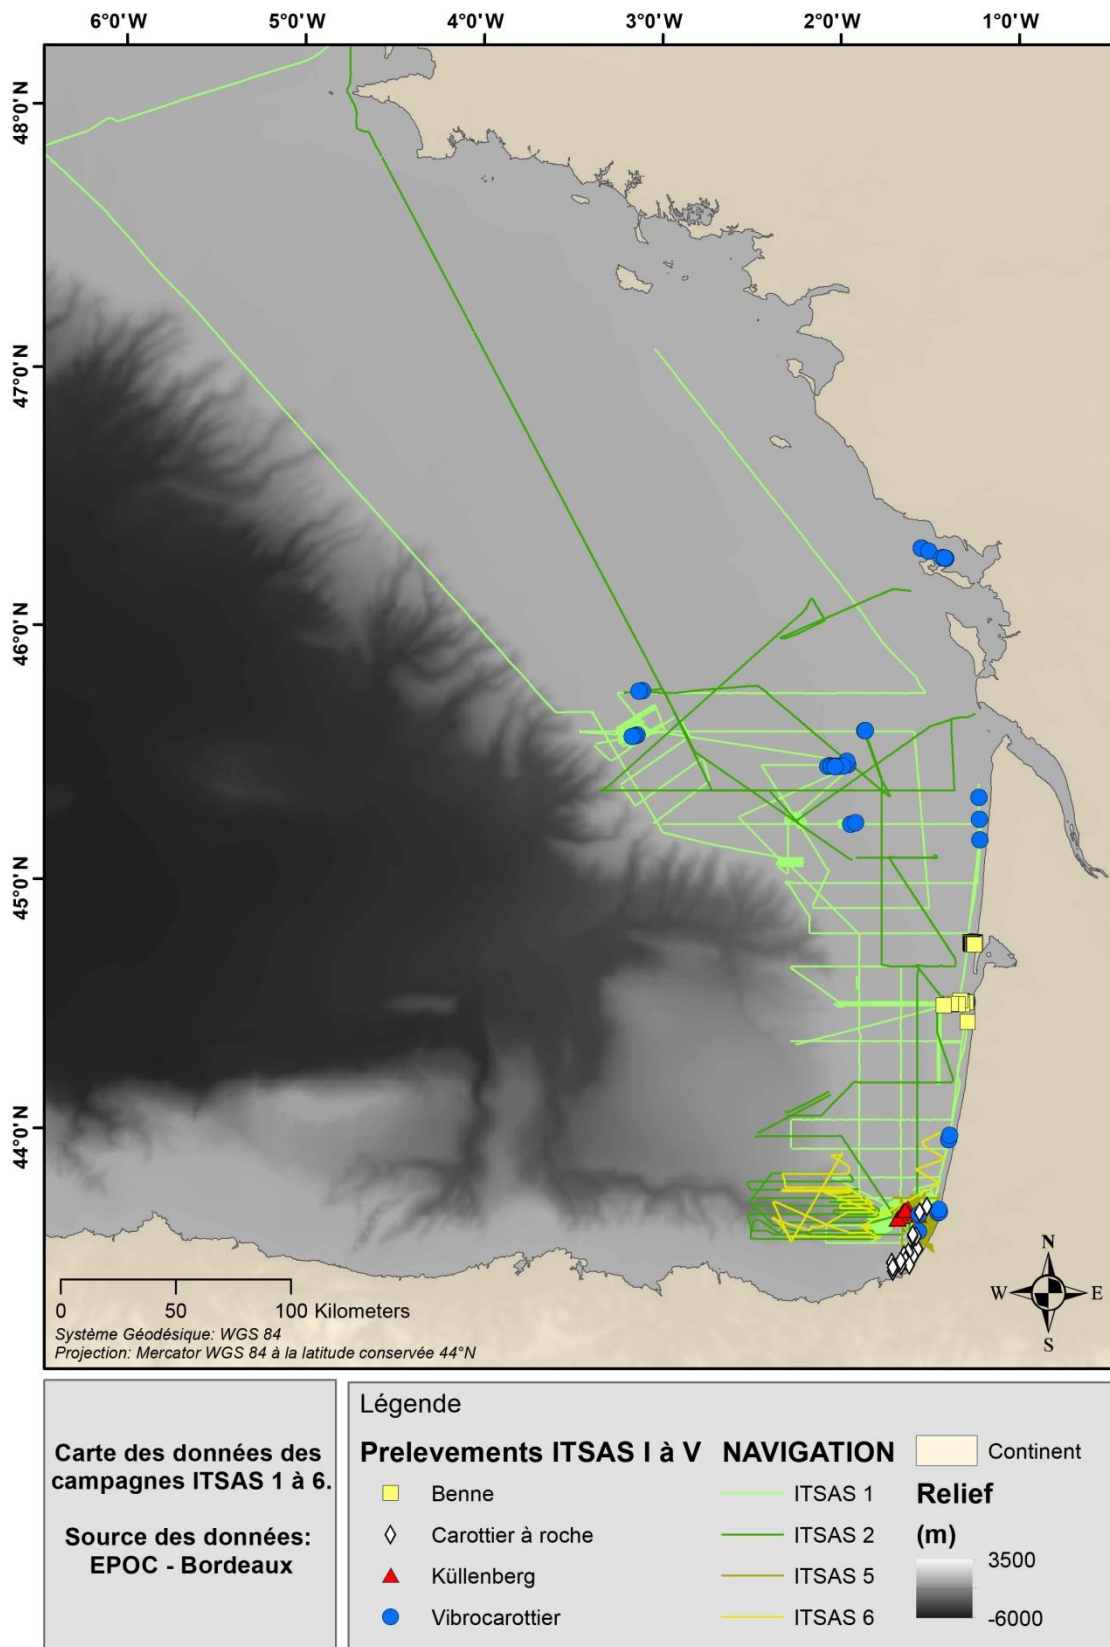 6°0'W 5°0'W 4°0'W 3°0'W 2°0'W 1°0'W
48°0'N
47°0'N
46°0'N
45°0'N
44°0'N
0 50 100 Kilometers
Système Géodésique: WGS 84
Projection: Mercator WGS 84 à la latitude conservée 44°N
N
W E
S
Carte des données des
campagnes ITSAS 1 à 6.
Source des données:
EPOC - Bordeaux
Légende
Prelevements ITSAS I à V
Benne
Carottier à roche
Küllenberg
Vibrocarottier
NAVIGATION
ITSAS 1
ITSAS 2
ITSAS 5
ITSAS 6
Continent
Relief
(m)
3500
-6000